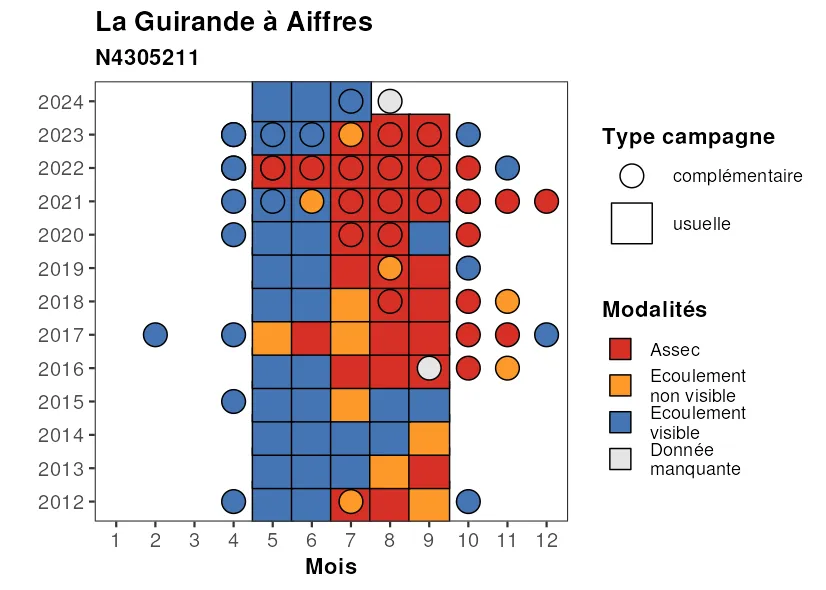 La Guirande à Aiffres
N4305211
2024
2023
2022
2021
2020
2019
2018
2017
2016
2015
2014
2013
2012
1 2 3 4 5 6 7 8 9 10 11 12
Mois
Type campagne
complémentaire
usuelle
Modalités
Assec
Ecoulement
non visible
Ecoulement
visible
Donnée
manquante